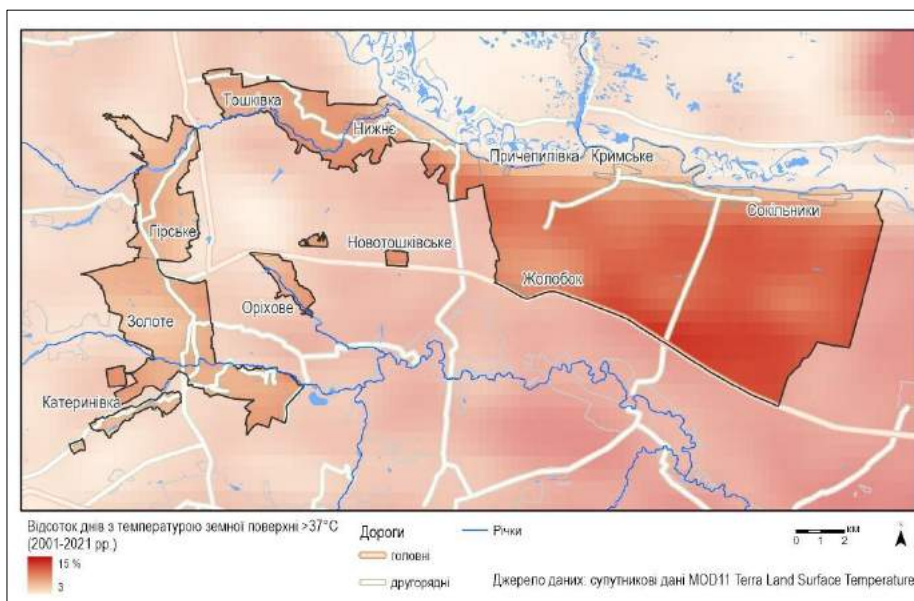 Тошківка
Нижнє
Причепилівка
Кримське
Сокільники
Гірське
Новотошківське
Жолобок
Оріхове
Золоте
Катеринівка
Відсоток днів з температурою земної поверхні >37°C
(2001-2021 рр.)
15 %
3
Дороги
головні
другорядні
Річки
КМ
0 1 2
Джерело даних: супутникові дані MOD11 Terra Land Surface Temperature